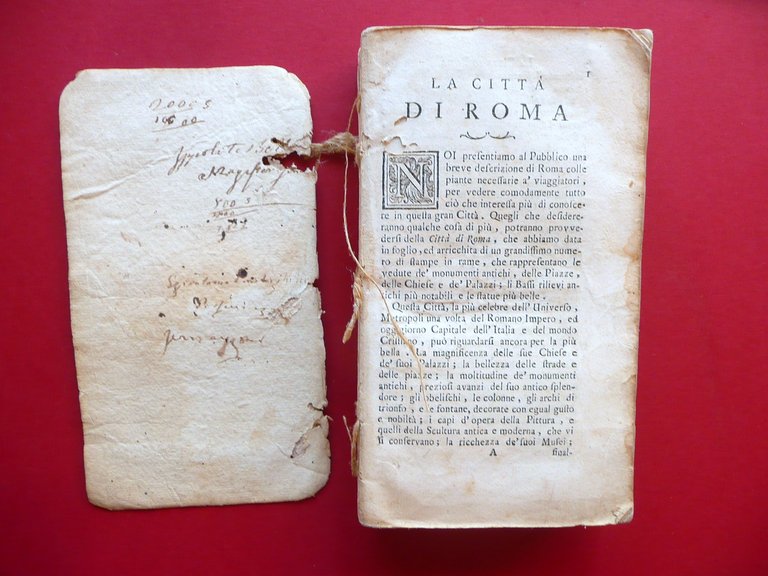 2000 5
Ippolito
1
LA CITTÀ
DI ROMA
NOI presentiamo al Pubblico una
breve descrizione di Roma colle
piante necessarie a' viaggiatori,
per vedere comodamente tutto
ciò che interessa più di conosce-
re in quella gran Città. Quegli che desidere-
ranno qualche cosa di più, potranno provve-
dersi della Città di Roma, che abbiamo data
in foglio, ed arricchita di un grandissimo nume-
ro di stampe in rame, che rappresentano le
vedute de' monumenti antichi, delle Piazze,
delle Chiese e de' Palazzi; li Bassi rilievi an-
tichi più notabili e le statue più belle.
Questa Città, la più celebre dell' Universo,
Metropoli una volta del Romano Impero, ed
oggigiorno Capitale dell' Italia e del mondo
Cristiano, può riguardarsi ancora per la più
bella. La magnificenza delle sue Chiese e
de' suoi Palazzi; la bellezza delle strade e
delle piazze; la moltitudine de' monumenti
antichi, preziosi avanzi del suo antico splen-
dore; gli obelischi, le colonne, gli archi di
trionfo, e le fontane, decorate con egual gusto
e nobiltà; i capi d'opera della Pittura, e
quelli della Scultura antica e moderna, che vi
si conservano; la ricchezza de' suoi Musei;
A final-